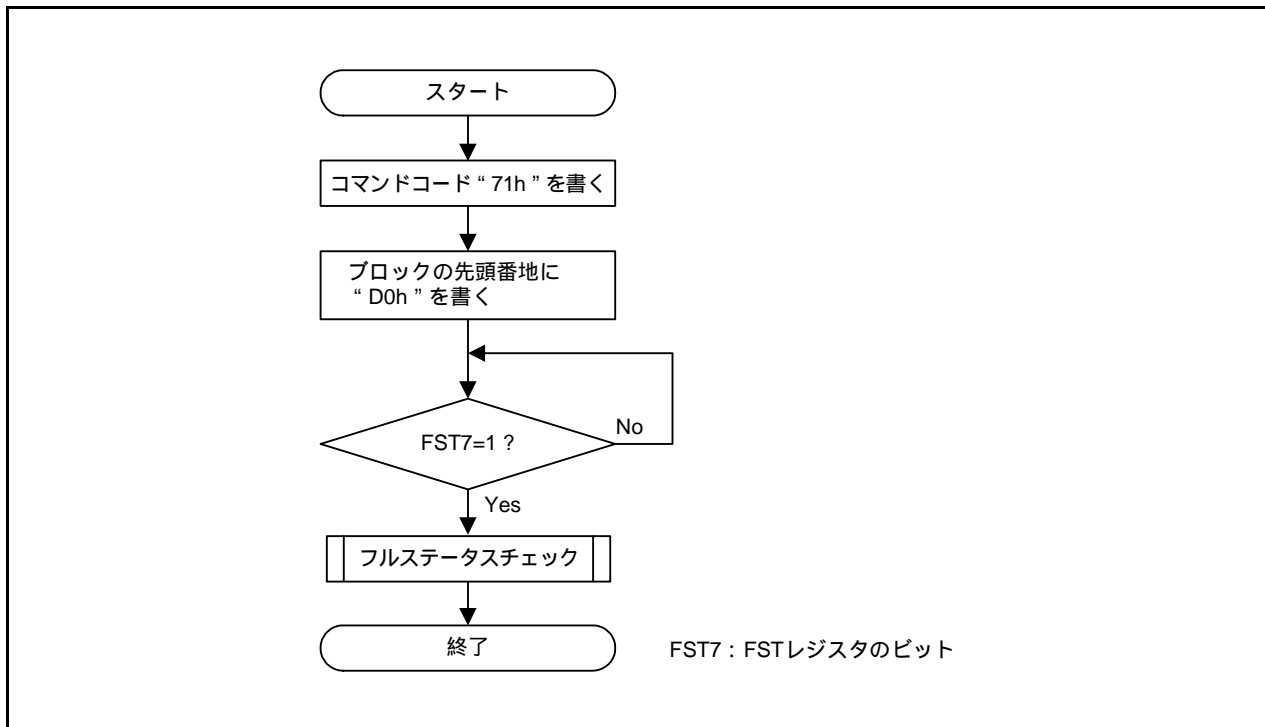 スタート
コマンドコード“ 71h ”を書く
ブロックの先頭番地に
“ D0h ”を書く
FST7=1 ?
No
Yes
フルステータスチェック
終了
FST7 : FSTレジスタのビット